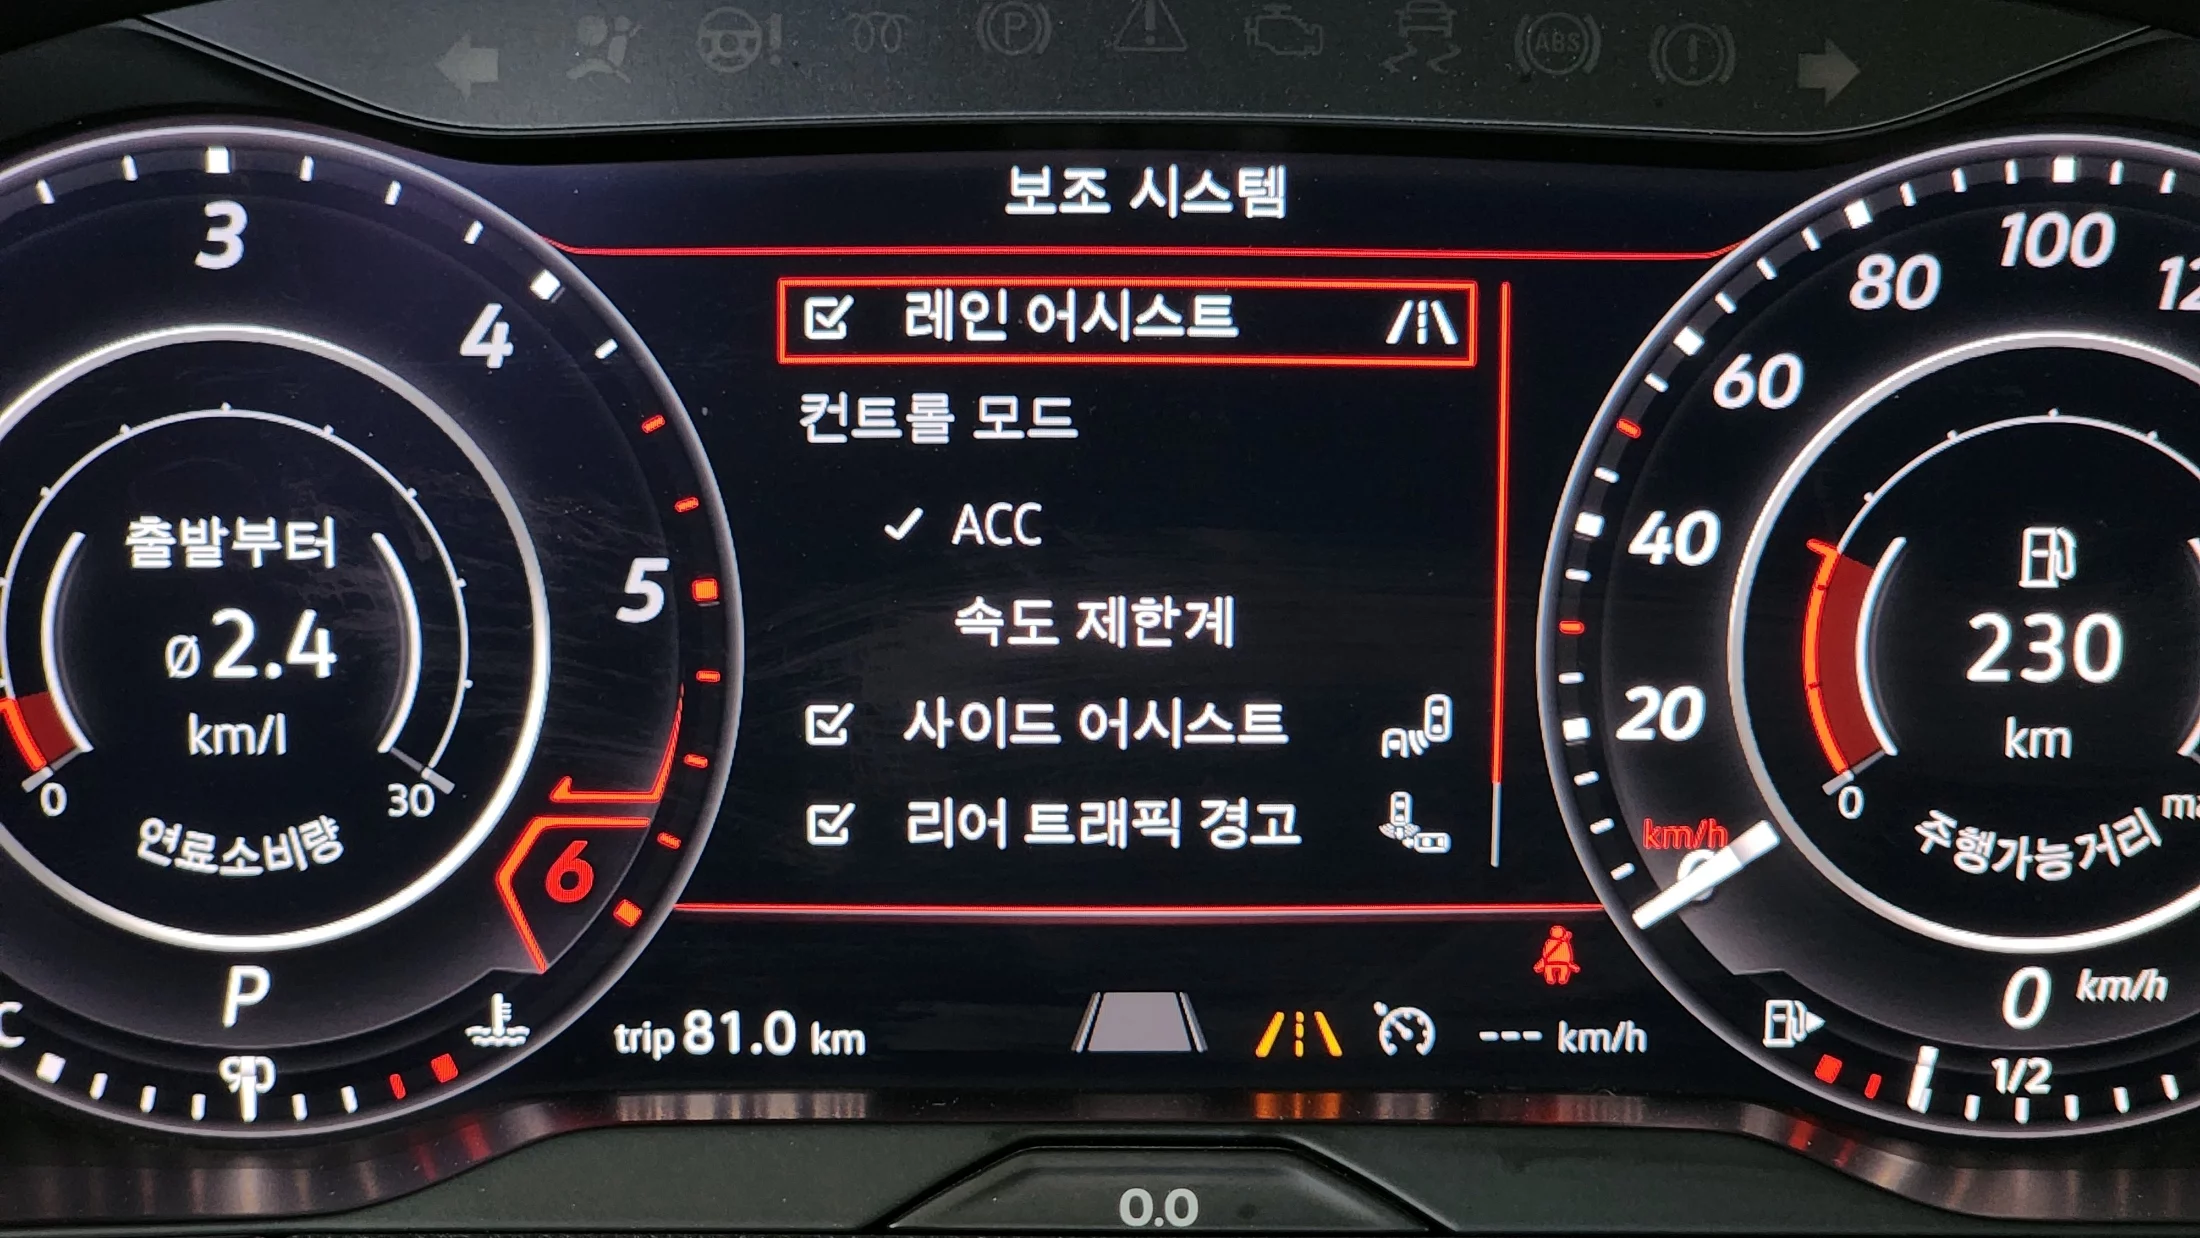 ABS
보조 시스템
레인 어시스트
컨트롤 모드
ACC
속도 제한계
사이드 어시스트
리어 트래픽 경고
3
4
5
6
출발부터
ø2.4
km/l
0
30
연료소비량
P
C
90
trip 81.0 km
--- km/h
100
80
60
40
20
km/h
0
230
km
0
주행가능거리
0 km/h
1/2
0.0